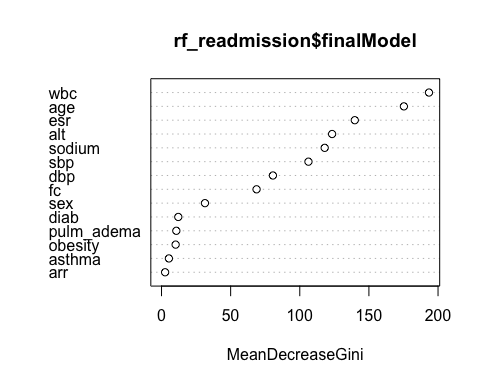 rf_readmission$finalModel
wbc
age
esr
alt
sodium
sbp
dbp
fc
sex
diab
pulm_adema
obesity
asthma
arr
0 50 100 150 200
MeanDecreaseGini